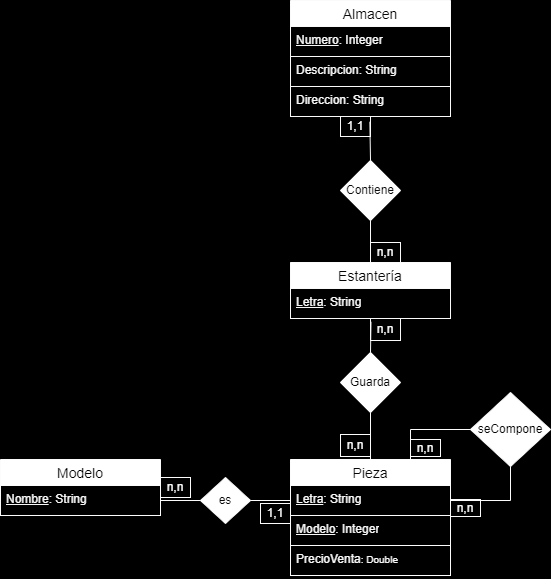 Almacen
Numero: Integer
Descripcion: String
Direccion: String
1,1
Contiene
n,n
Estantería
Letra: String
n,n
Guarda
n,n
seCompone
n,n
Modelo
Nombre: String
n,n
es
1,1
Pieza
Letra: String
Modelo: Integer
PrecioVenta: Double
n,n